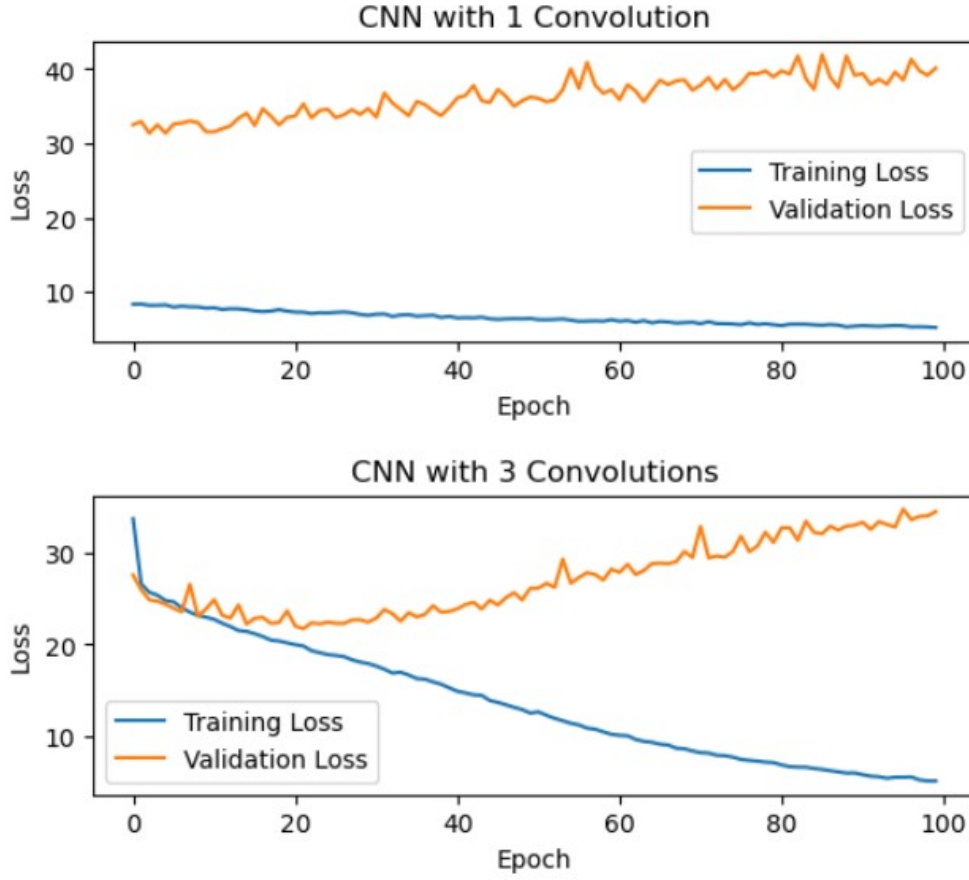 CNN with 1 Convolution
40
30
20
10
Loss
Training Loss
Validation Loss
0 20 40 60 80 100
Epoch
CNN with 3 Convolutions
30
20
10
Loss
Training Loss
Validation Loss
0 20 40 60 80 100
Epoch